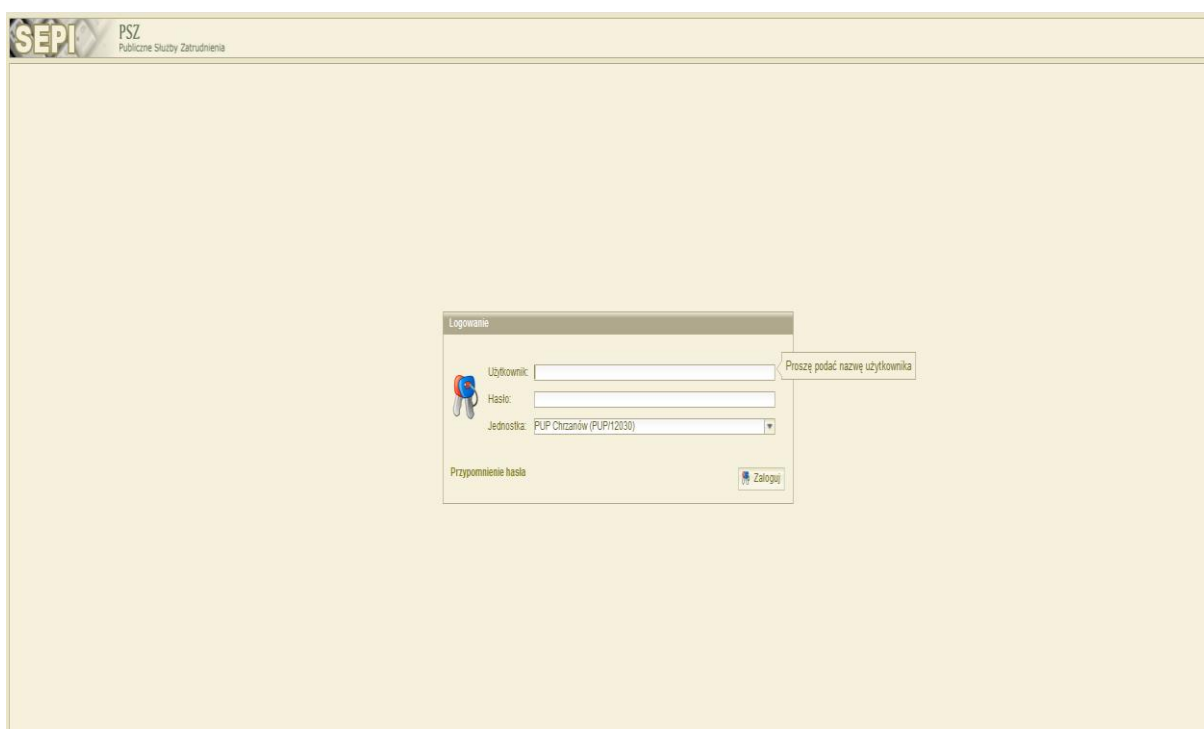 SEPI
PSZ
Publiczne Służby Zatrudnienia
Logowanie
Użytkownik:
Proszę podać nazwę użytkownika
Hasło:
Jednostka: PUP Chrzanów (PUP/12030)
Przypomnienie hasła
Zaloguj